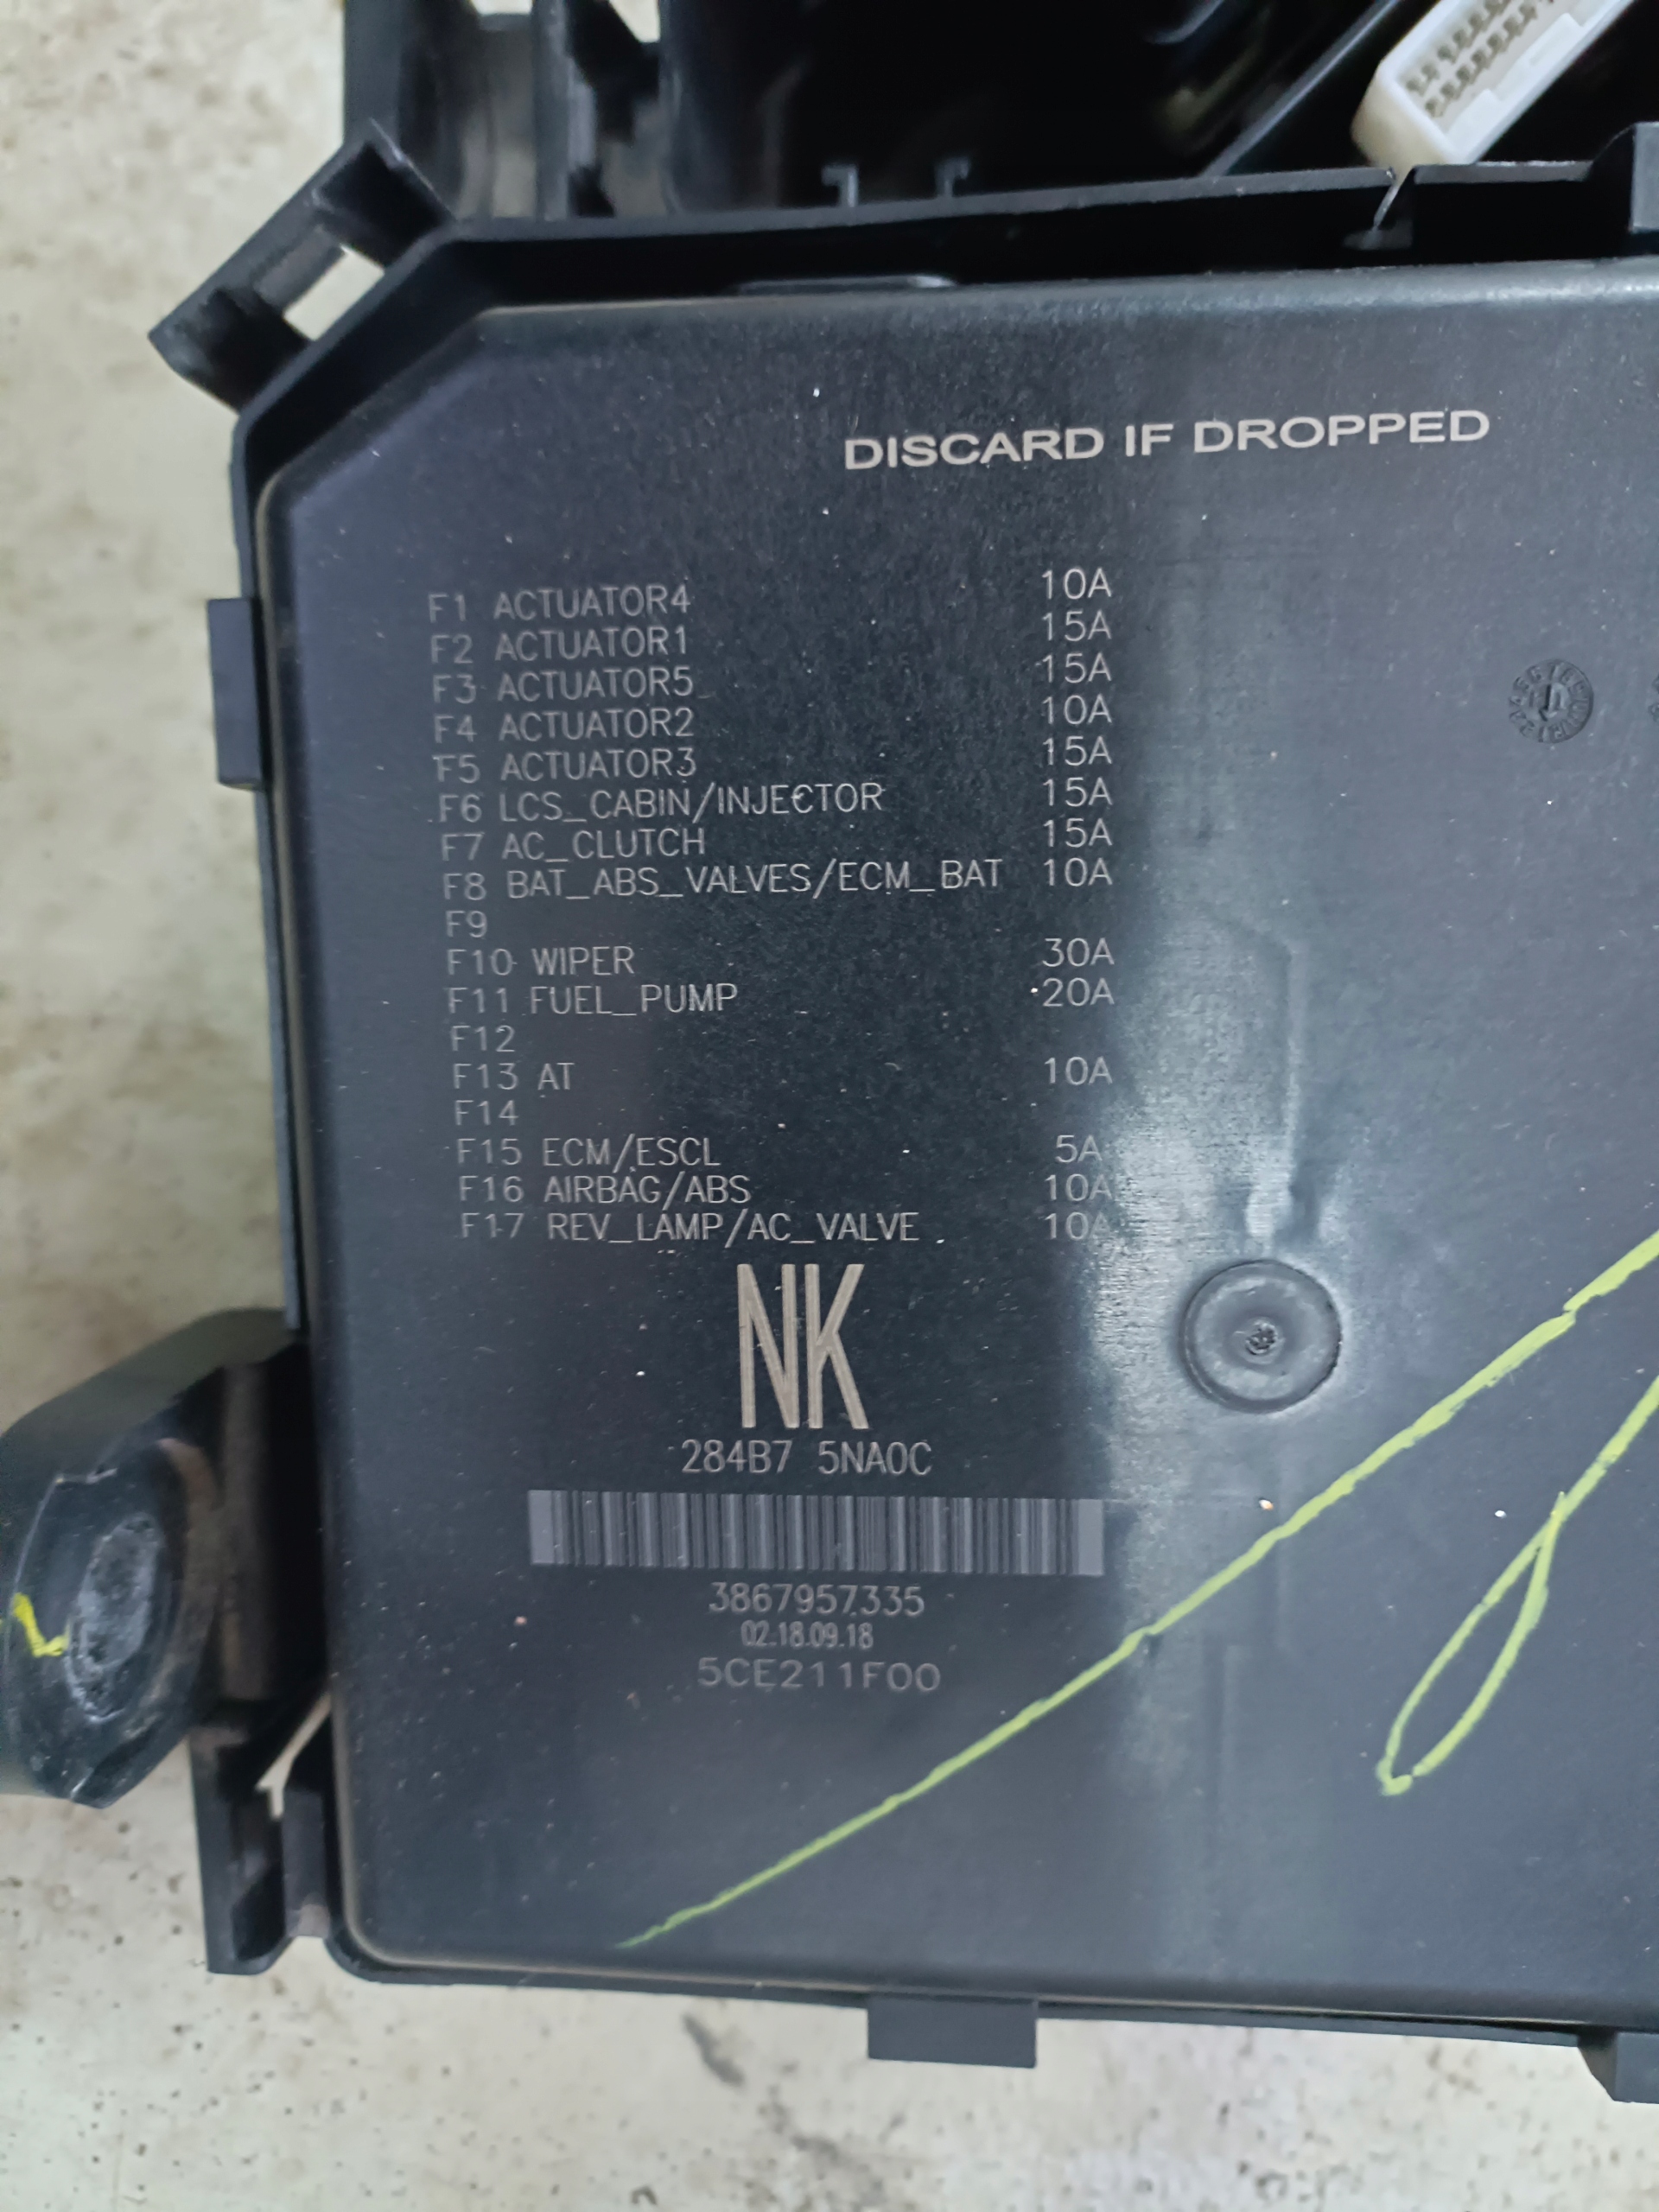 DISCARD IF DROPPED
F1 ACTUATOR4 10A
F2 ACTUATOR1 15A
F3 ACTUATOR5 15A
F4 ACTUATOR2 10A
F5 ACTUATOR3 15A
F6 LCS_CABIN/INJECTOR 15A
F7 AC_CLUTCH 15A
F8 BAT_ABS_VALVES/ECM_BAT 10A
F9
F10 WIPER 30A
F11 FUEL_PUMP 20A
F12
F13 AT 10A
F14
F15 ECM/ESCL 5A
F16 AIRBAG/ABS 10A
F17 REV_LAMP/AC_VALVE 10A
NK
284B7 5NA0C
3867957335
02.18.09.18
5CE211F00